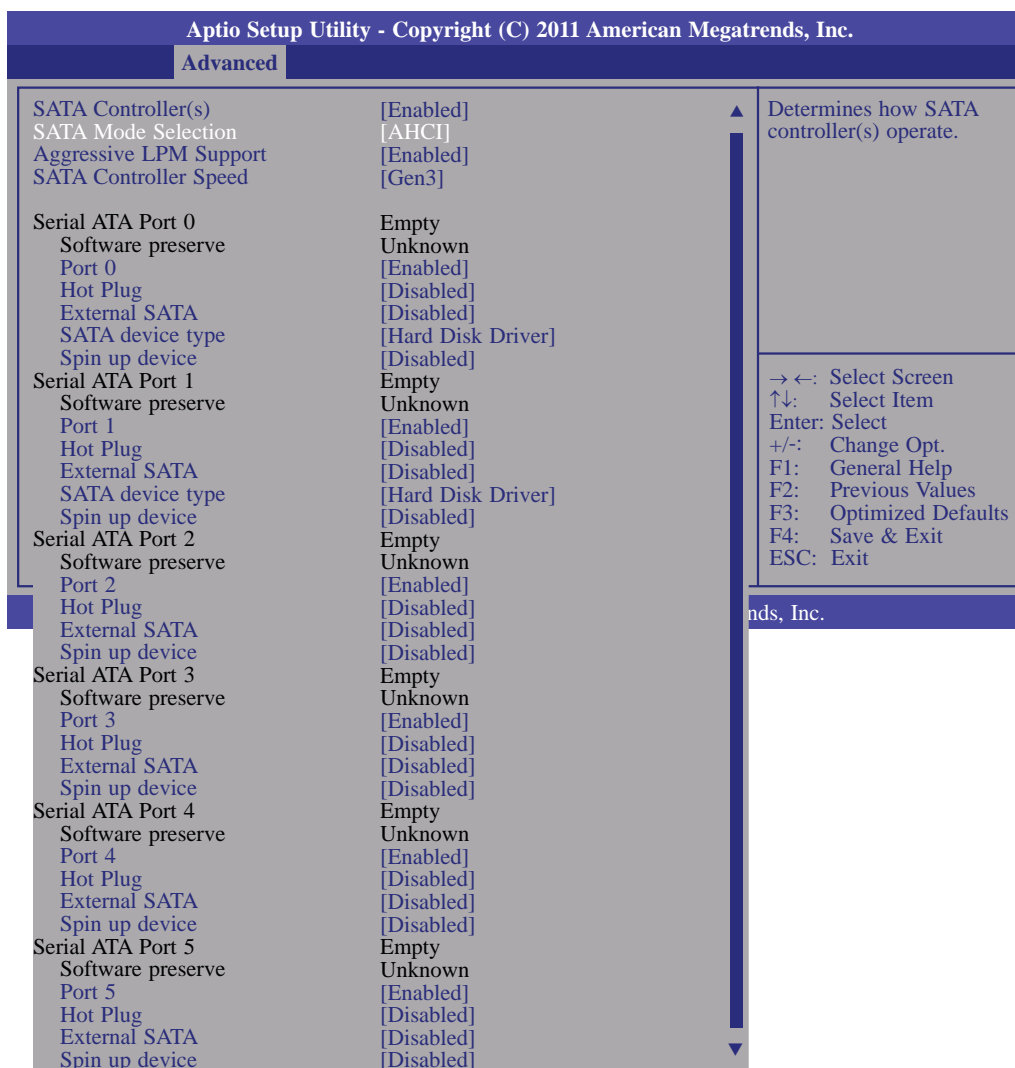 Aptio Setup Utility - Copyright (C) 2011 American Megatrends, Inc.
Advanced
SATA Controller(s) [Enabled]
SATA Mode Selection [AHCI]
Aggressive LPM Support [Enabled]
SATA Controller Speed [Gen3]
Serial ATA Port 0 Empty
Software preserve Unknown
Port 0 [Enabled]
Hot Plug [Disabled]
External SATA [Disabled]
SATA device type [Hard Disk Driver]
Spin up device [Disabled]
Serial ATA Port 1 Empty
Software preserve Unknown
Port 1 [Enabled]
Hot Plug [Disabled]
External SATA [Disabled]
SATA device type [Hard Disk Driver]
Spin up device [Disabled]
Serial ATA Port 2 Empty
Software preserve Unknown
Port 2 [Enabled]
Hot Plug [Disabled]
External SATA [Disabled]
Spin up device [Disabled]
Serial ATA Port 3 Empty
Software preserve Unknown
Port 3 [Enabled]
Hot Plug [Disabled]
External SATA [Disabled]
Spin up device [Disabled]
Serial ATA Port 4 Empty
Software preserve Unknown
Port 4 [Enabled]
Hot Plug [Disabled]
External SATA [Disabled]
Spin up device [Disabled]
Serial ATA Port 5 Empty
Software preserve Unknown
Port 5 [Enabled]
Hot Plug [Disabled]
External SATA [Disabled]
Spin up device [Disabled]
Determines how SATA
controller(s) operate.
→ ←: Select Screen
↑↓: Select Item
Enter: Select
+/-: Change Opt.
F1: General Help
F2: Previous Values
F3: Optimized Defaults
F4: Save & Exit
ESC: Exit
nds, Inc.